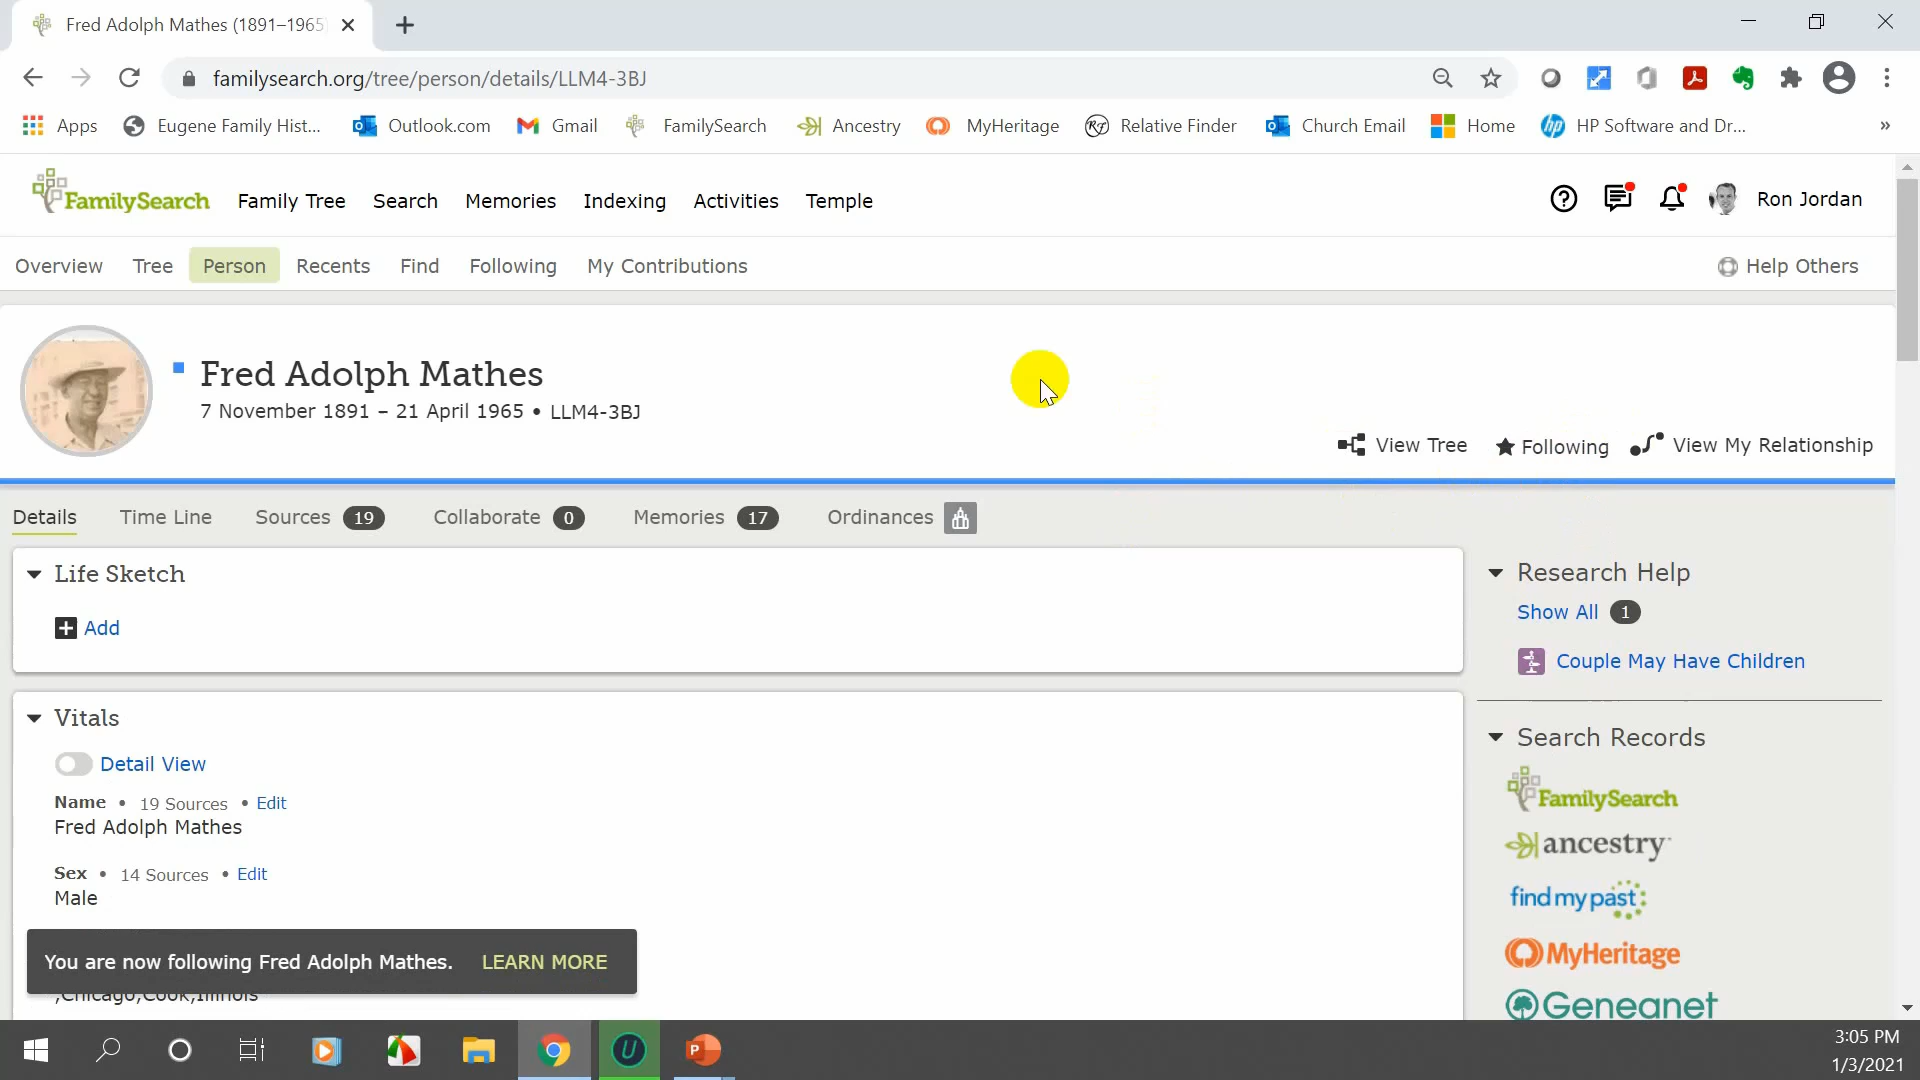 Fred Adolph Mathes (1891–1965
familysearch.org/tree/person/details/LLM4-3BJ
Apps Eugene Family Hist... Outlook.com Gmail FamilySearch Ancestry MyHeritage Relative Finder Church Email Home HP Software and Dr... »
FamilySearch Family Tree Search Memories Indexing Activities Temple Ron Jordan
Overview Tree Person Recents Find Following My Contributions Help Others
Fred Adolph Mathes
7 November 1891 – 21 April 1965 • LLM4-3BJ
View Tree Following View My Relationship
Details Time Line Sources 19 Collaborate 0 Memories 17 Ordinances
Life Sketch
Add
Vitals
Detail View
Name • 19 Sources • Edit
Fred Adolph Mathes
Sex • 14 Sources • Edit
Male
You are now following Fred Adolph Mathes. LEARN MORE
,Chicago,Cook,Illinois
Research Help
Show All 1
Couple May Have Children
Search Records
FamilySearch
ancestry
findmypast
MyHeritage
Geneanet
3:05 PM
1/3/2021